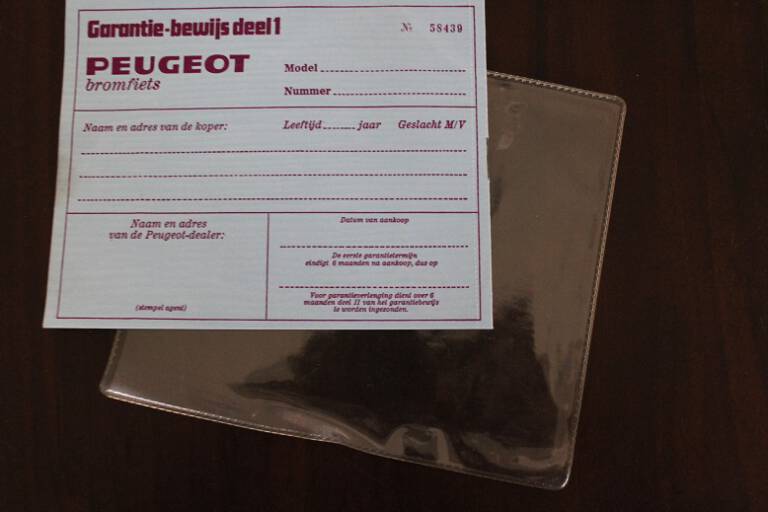 Garantie-bewijs deel 1
№ 58439
PEUGEOT
bromfiets
Model
Nummer
Naam en adres van de koper:
Leeftijd ........ jaar Geslacht M/V
Naam en adres
van de Peugeot-dealer:
(stempel agent)
Datum van aankoop
De eerste garantietermijn
eindigt 6 maanden na aankoop, dus op
Voor garantieverlenging dient over 6
maanden deel II van het garantiebewijs
te worden ingezonden.